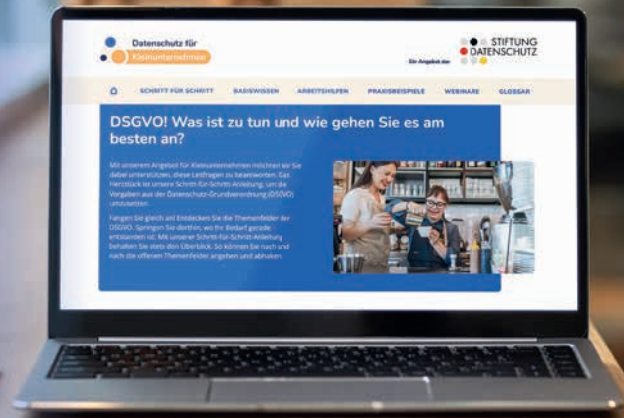 Datenschutz für
Kleinunternehmen
Ein Angebot der
STIFTUNG
DATENSCHUTZ
SCHRITT FÜR SCHRITT BASISWISSEN ARBEITSHILFEN PRAXISBEISPIELE WEBINARE GLOSSAR
DSGVO! Was ist zu tun und wie gehen Sie es am
besten an?
Mit unserem Angebot für Kleinunternehmen möchten wir Sie
dabei unterstützen, diese Leitfragen zu beantworten. Das
Herzstück ist unsere Schritt-für-Schritt-Anleitung, um die
Vorgaben aus der Datenschutz-Grundverordnung (DSGVO)
umzusetzen.
Fangen Sie gleich an! Entdecken Sie die Themenfelder der
DSGVO. Springen Sie dorthin, wo Ihr Bedarf gerade
entstanden ist. Mit unserer Schritt-für-Schritt-Anleitung
behalten Sie stets den Überblick. So können Sie nach und
nach die offenen Themenfelder angehen und abhaken.